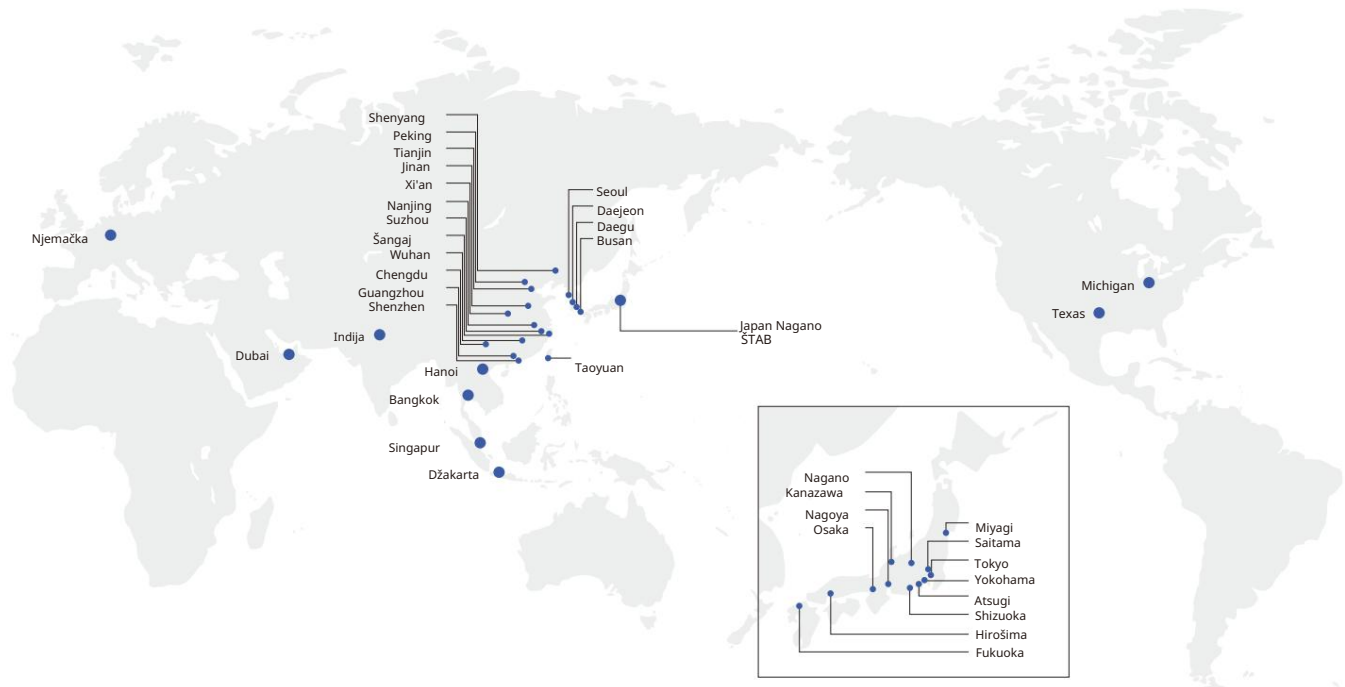 Shenyang
Peking
Tianjin
Jinan
Xi'an
Nanjing
Suzhou
Šangaj
Wuhan
Chengdu
Guangzhou
Shenzhen
Seoul
Daejeon
Daegu
Busan
Njemačka
Michigan
Texas
Japan Nagano
ŠTAB
Indija
Dubai
Taoyuan
Hanoi
Bangkok
Singapur
Džakarta
Nagano
Kanazawa
Nagoya
Osaka
Miyagi
Saitama
Tokyo
Yokohama
Atsugi
Shizuoka
Hirošima
Fukuoka